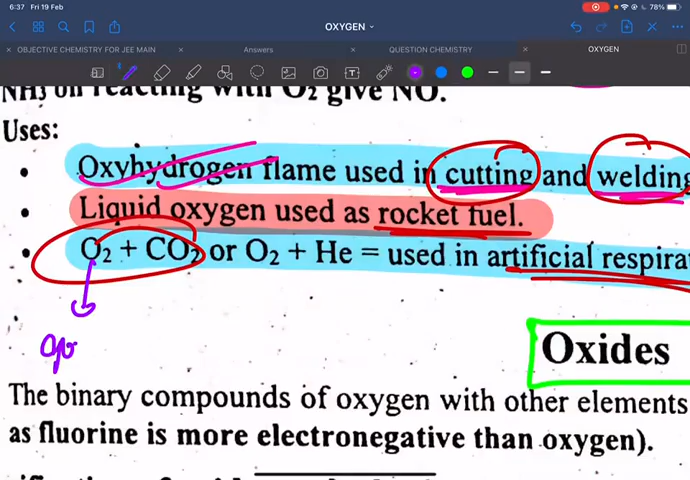 6:37 Fri 19 Feb
78%
OXYGEN
OBJECTIVE CHEMISTRY FOR JEE MAIN
Answers
QUESTION CHEMISTRY
OXYGEN
NH₃ on reacting with O₂ give NO.
Uses:
• Oxyhydrogen flame used in cutting and welding
• Liquid oxygen used as rocket fuel.
• O₂ + CO₂ or O₂ + He = used in artificial respira
Oxides
The binary compounds of oxygen with other elements
as fluorine is more electronegative than oxygen).